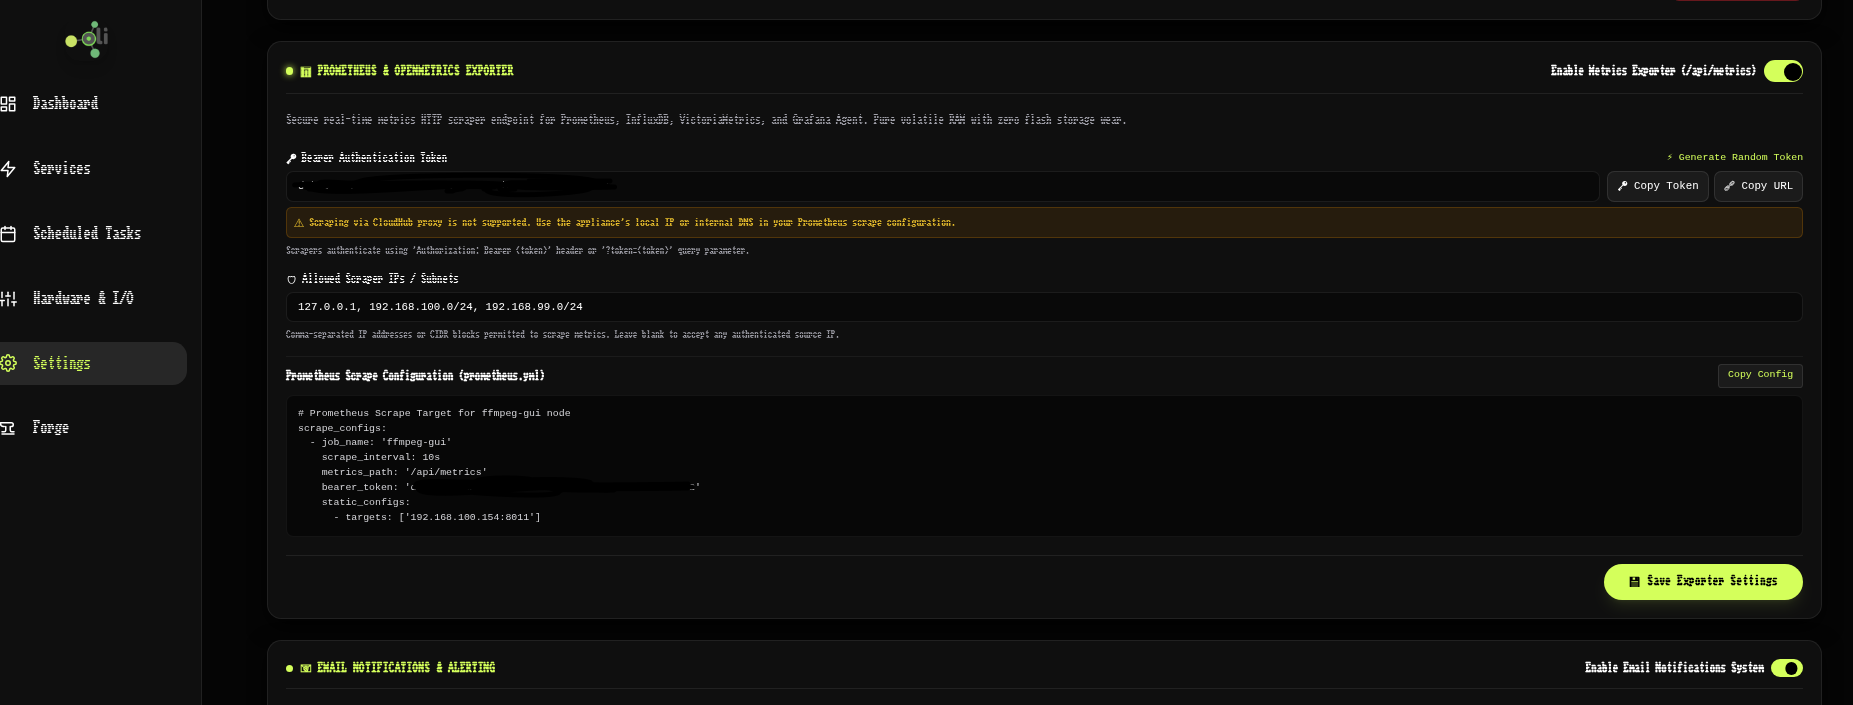 li
PROMETHEUS & OPENMETRICS EXPORTER
Enable Metrics Exporter (/api/metrics)
Dashboard
Secure real-time metrics HTTP scraper endpoint for Prometheus, InfluxDB, VictoriaMetrics, and Grafana Agent. Pure volatile RAM with zero flash storage wear.
Bearer Authentication Token
⚡ Generate Random Token
Services
Copy Token
Copy URL
⚠ Scraping via CloudHub proxy is not supported. Use the appliance's local IP or internal DNS in your Prometheus scrape configuration.
Scheduled Tasks
Scrapers authenticate using 'Authorization: Bearer {token}' header or '?token={token}' query parameter.
Allowed Scraper IPs / Subnets
Hardware & I/O
127.0.0.1, 192.168.100.0/24, 192.168.99.0/24
Comma-separated IP addresses or CIDR blocks permitted to scrape metrics. Leave blank to accept any authenticated source IP.
Settings
Prometheus Scrape Configuration (prometheus.yml)
Copy Config
# Prometheus Scrape Target for ffmpeg-gui node
Forge
scrape_configs:
- job_name: 'ffmpeg-gui'
scrape_interval: 10s
metrics_path: '/api/metrics'
bearer_token: '
static_configs:
- targets: ['192.168.100.154:8011']
Save Exporter Settings
EMAIL NOTIFICATIONS & ALERTING
Enable Email Notifications System